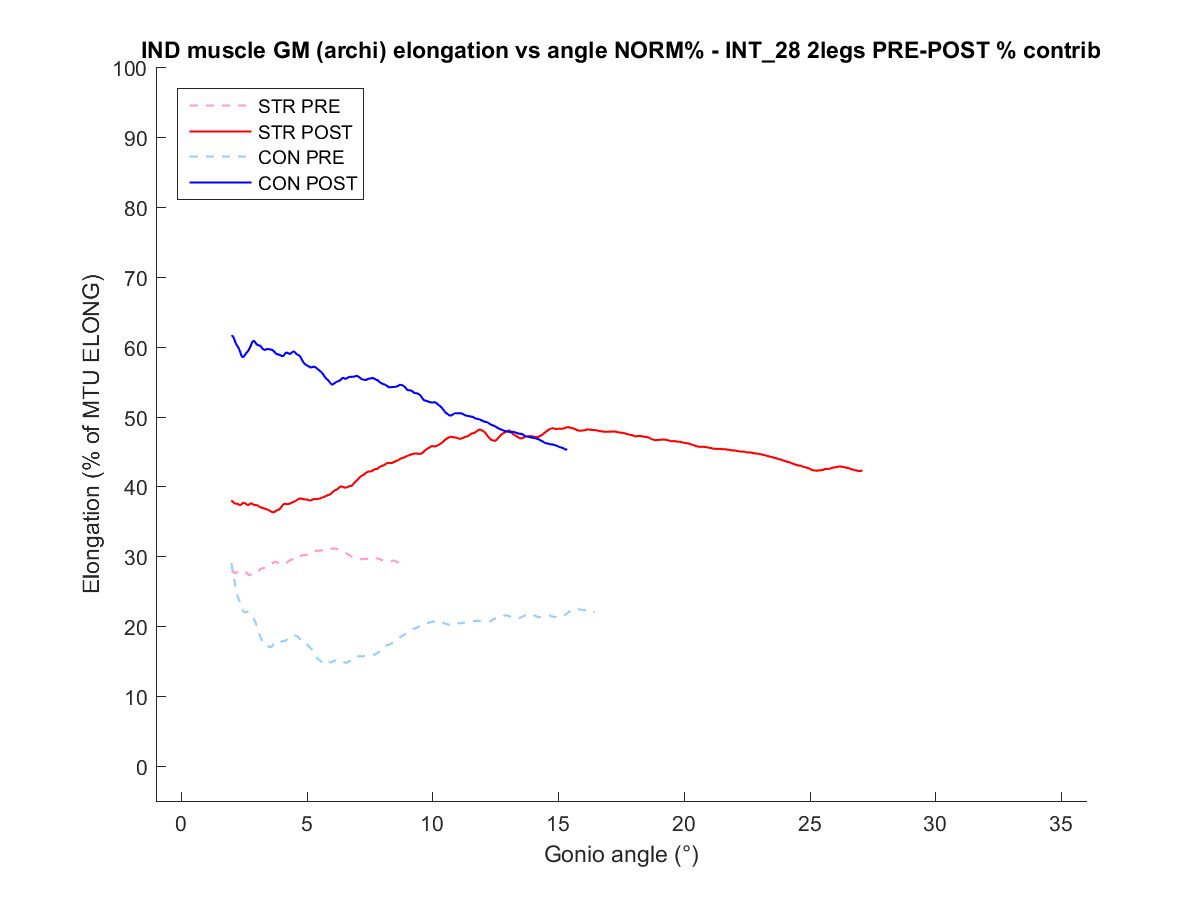 IND muscle GM (archi) elongation vs angle NORM% - INT_28 2legs PRE-POST % contrib
100
90
80
70
60
50
40
30
20
10
0
Elongation (% of MTU ELONG)
STR PRE
STR POST
CON PRE
CON POST
0 5 10 15 20 25 30 35
Gonio angle (°)